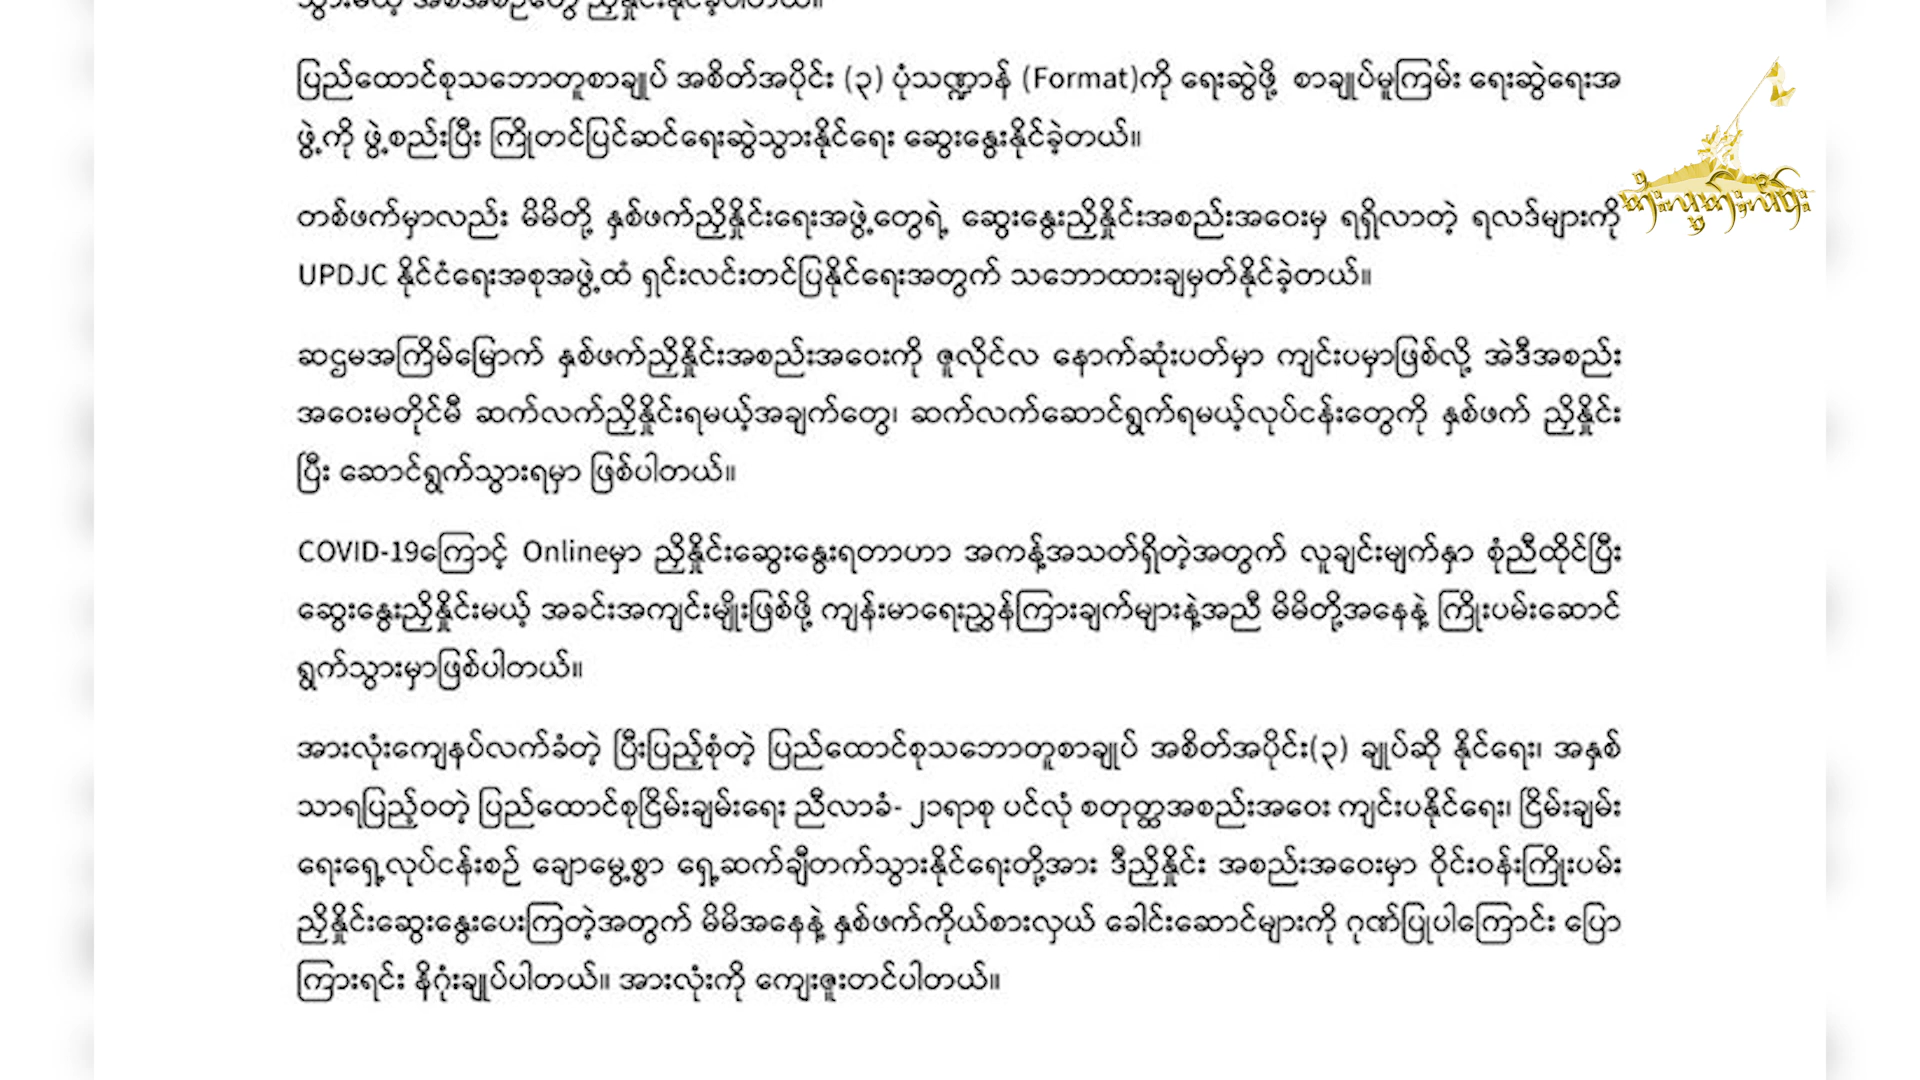 သွားမယ့် အစီအစဉ်တွေ ညှိနှိုင်းနိုင်ခဲ့ပါတယ်။
ပြည်ထောင်စုသဘောတူစာချုပ် အစိတ်အပိုင်း (၃) ပုံသဏ္ဍာန် (Format)ကို ရေးဆွဲဖို့ စာချုပ်မူကြမ်း ရေးဆွဲရေးအ
ဖွဲ့ကို ဖွဲ့စည်းပြီး ကြိုတင်ပြင်ဆင်ရေးဆွဲသွားနိုင်ရေး ဆွေးနွေးနိုင်ခဲ့တယ်။
တစ်ဖက်မှာလည်း မိမိတို့ နှစ်ဖက်ညှိနှိုင်းရေးအဖွဲ့တွေရဲ့ ဆွေးနွေးညှိနှိုင်းအစည်းအဝေးမှ ရရှိလာတဲ့ ရလဒ်များကို
UPDJC နိုင်ငံရေးအစုအဖွဲ့ထံ ရှင်းလင်းတင်ပြနိုင်ရေးအတွက် သဘောထားချမှတ်နိုင်ခဲ့တယ်။
ဆဌမအကြိမ်မြောက် နှစ်ဖက်ညှိနှိုင်းအစည်းအဝေးကို ဇူလိုင်လ နောက်ဆုံးပတ်မှာ ကျင်းပမှာဖြစ်လို့ အဲဒီအစည်း
အဝေးမတိုင်မီ ဆက်လက်ညှိနှိုင်းရမယ့်အချက်တွေ၊ ဆက်လက်ဆောင်ရွက်ရမယ့်လုပ်ငန်းတွေကို နှစ်ဖက် ညှိနှိုင်း
ပြီး ဆောင်ရွက်သွားရမှာ ဖြစ်ပါတယ်။
COVID-19ကြောင့် Onlineမှာ ညှိနှိုင်းဆွေးနွေးရတာဟာ အကန့်အသတ်ရှိတဲ့အတွက် လူချင်းမျက်နှာ စုံညီထိုင်ပြီး
ဆွေးနွေးညှိနှိုင်းမယ့် အခင်းအကျင်းမျိုးဖြစ်ဖို့ ကျန်းမာရေးညွှန်ကြားချက်များနဲ့အညီ မိမိတို့အနေနဲ့ ကြိုးပမ်းဆောင်
ရွက်သွားမှာဖြစ်ပါတယ်။
အားလုံးကျေနပ်လက်ခံတဲ့ ပြီးပြည့်စုံတဲ့ ပြည်ထောင်စုသဘောတူစာချုပ် အစိတ်အပိုင်း(၃) ချုပ်ဆို နိုင်ရေး၊ အနှစ်
သာရပြည့်ဝတဲ့ ပြည်ထောင်စုငြိမ်းချမ်းရေး ညီလာခံ- ၂၁ရာစု ပင်လုံ စတုတ္ထအစည်းအဝေး ကျင်းပနိုင်ရေး၊ ငြိမ်းချမ်း
ရေးရှေ့လုပ်ငန်းစဉ် ချောမွေ့စွာ ရှေ့ဆက်ချီတက်သွားနိုင်ရေးတို့အား ဒီညှိနှိုင်း အစည်းအဝေးမှာ ဝိုင်းဝန်းကြိုးပမ်း
ညှိနှိုင်းဆွေးနွေးပေးကြတဲ့အတွက် မိမိအနေနဲ့ နှစ်ဖက်ကိုယ်စားလှယ် ခေါင်းဆောင်များကို ဂုဏ်ပြုပါကြောင်း ပြော
ကြားရင်း နိဂုံးချုပ်ပါတယ်။ အားလုံးကို ကျေးဇူးတင်ပါတယ်။